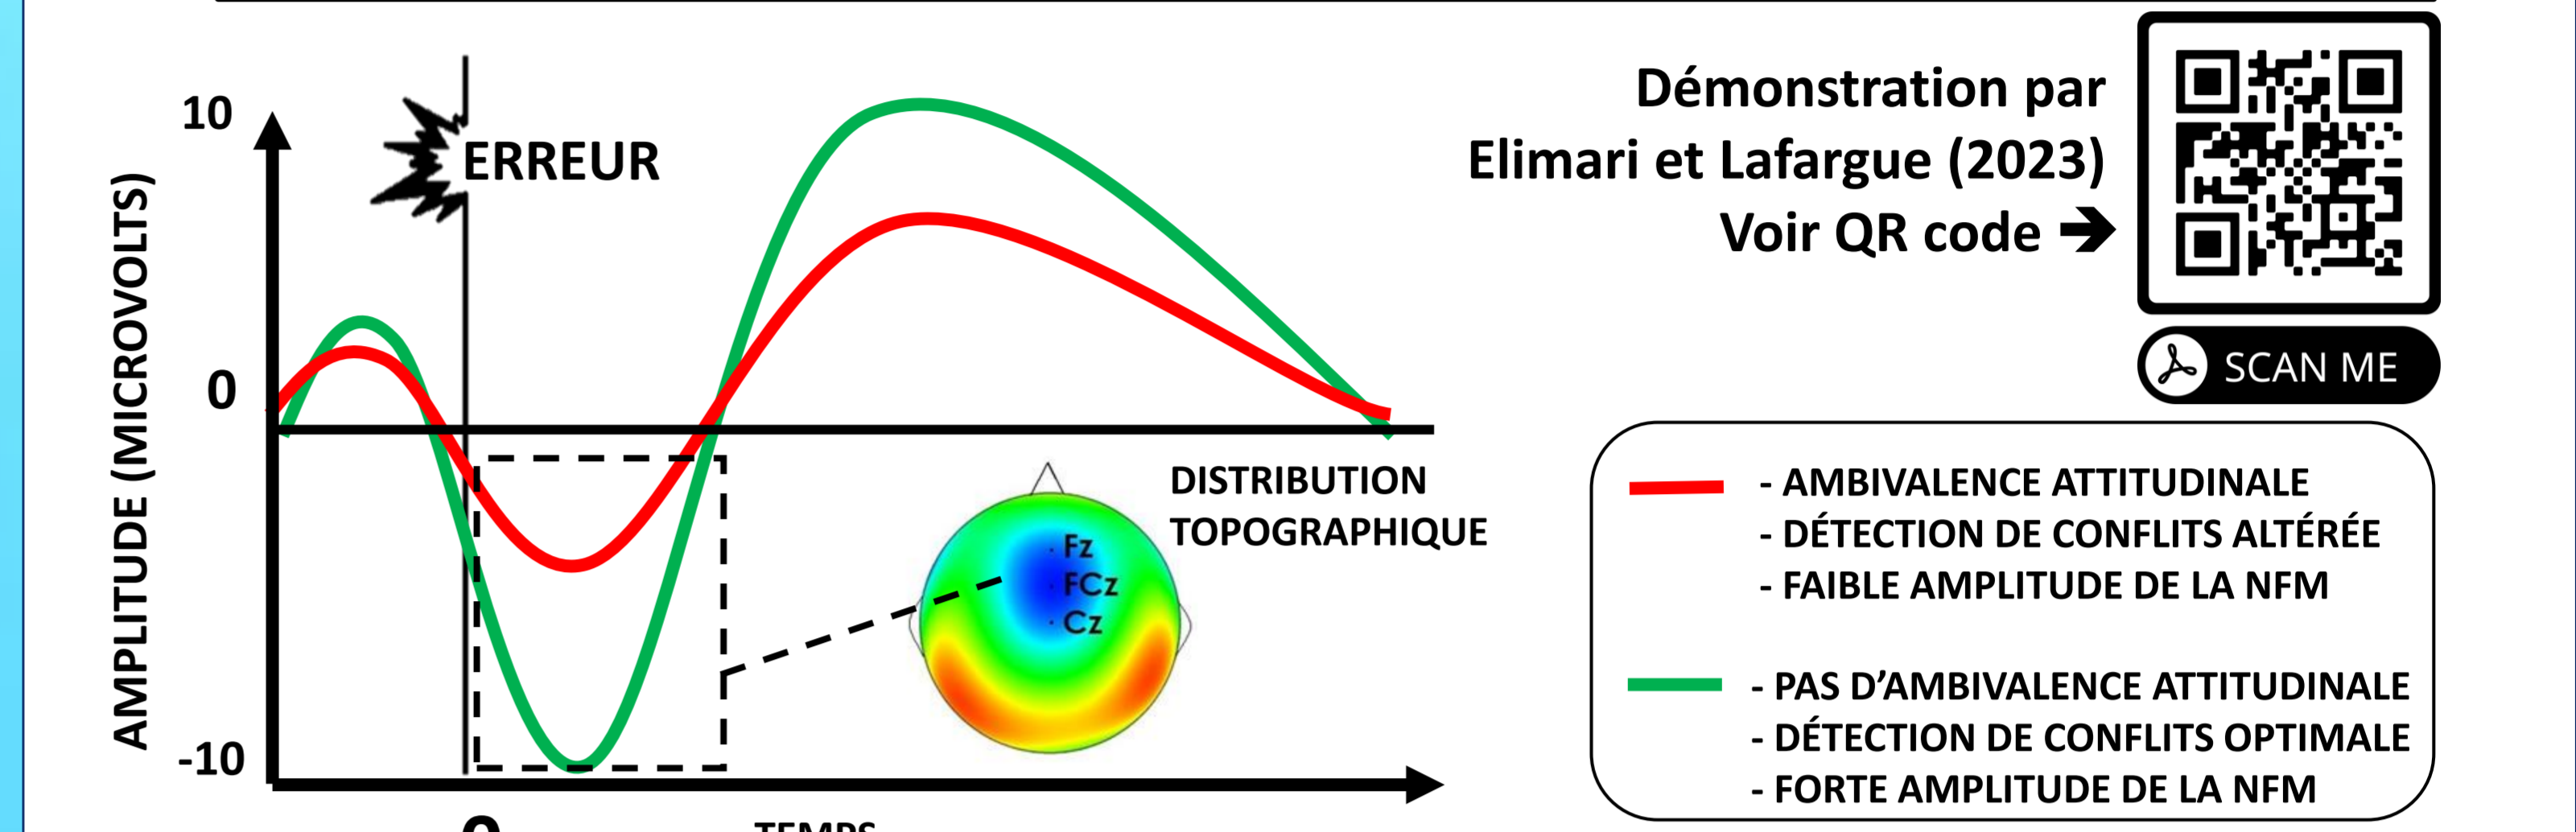 10
ERREUR
0
-10
AMPLITUDE (MICROVOLTS)
0
TEMPS
Démonstration par
Elimari et Lafargue (2023)
Voir QR code ➔
SCAN ME
DISTRIBUTION
TOPOGRAPHIQUE
Fz
FCz
Cz
- AMBIVALENCE ATTITUDINALE
- DÉTECTION DE CONFLITS ALTÉRÉE
- FAIBLE AMPLITUDE DE LA NFM
- PAS D’AMBIVALENCE ATTITUDINALE
- DÉTECTION DE CONFLITS OPTIMALE
- FORTE AMPLITUDE DE LA NFM